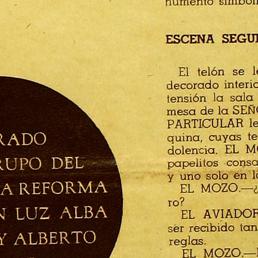 numento símbol
ESCENA SEGU
El telón se le
decorado interio
tensión la sala
mesa de la SEÑO
PARTICULAR le
quina, cuyas te
dolencia. EL M
papelitos consa
y uno solo en l
EL MOZO.—¿
ro?
EL AVIADOR
ser recibido tan
reglas.
EL MOZO.—
RADO
RUPO DEL
A REFORMA
N LUZ ALBA
Y ALBERTO